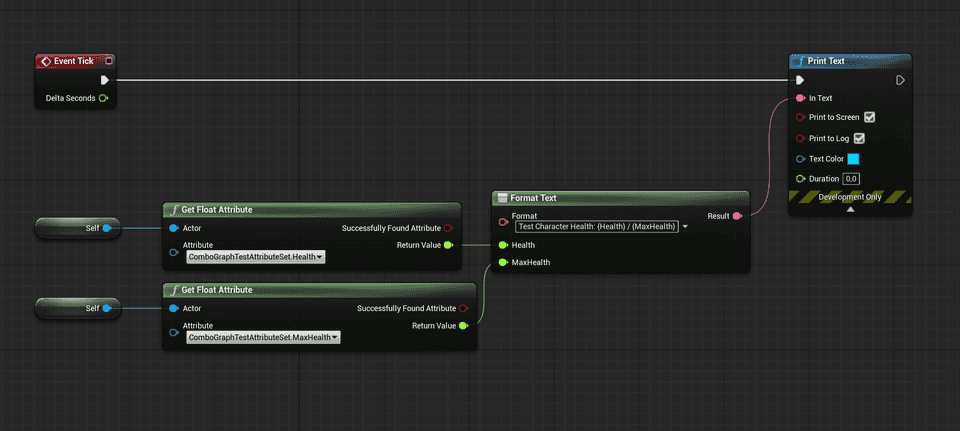 Event Tick
Delta Seconds
Print Text
In Text
Print to Screen
Print to Log
Text Color
Duration 0,0
Development Only
Self
Get Float Attribute
Actor
Successfully Found Attribute
Attribute
Return Value
ComboGraphTestAttributeSet.Health
Format Text
Format
Result
Test Character Health: {Health} / {MaxHealth}
Health
MaxHealth
Self
Get Float Attribute
Actor
Successfully Found Attribute
Attribute
Return Value
ComboGraphTestAttributeSet.MaxHealth